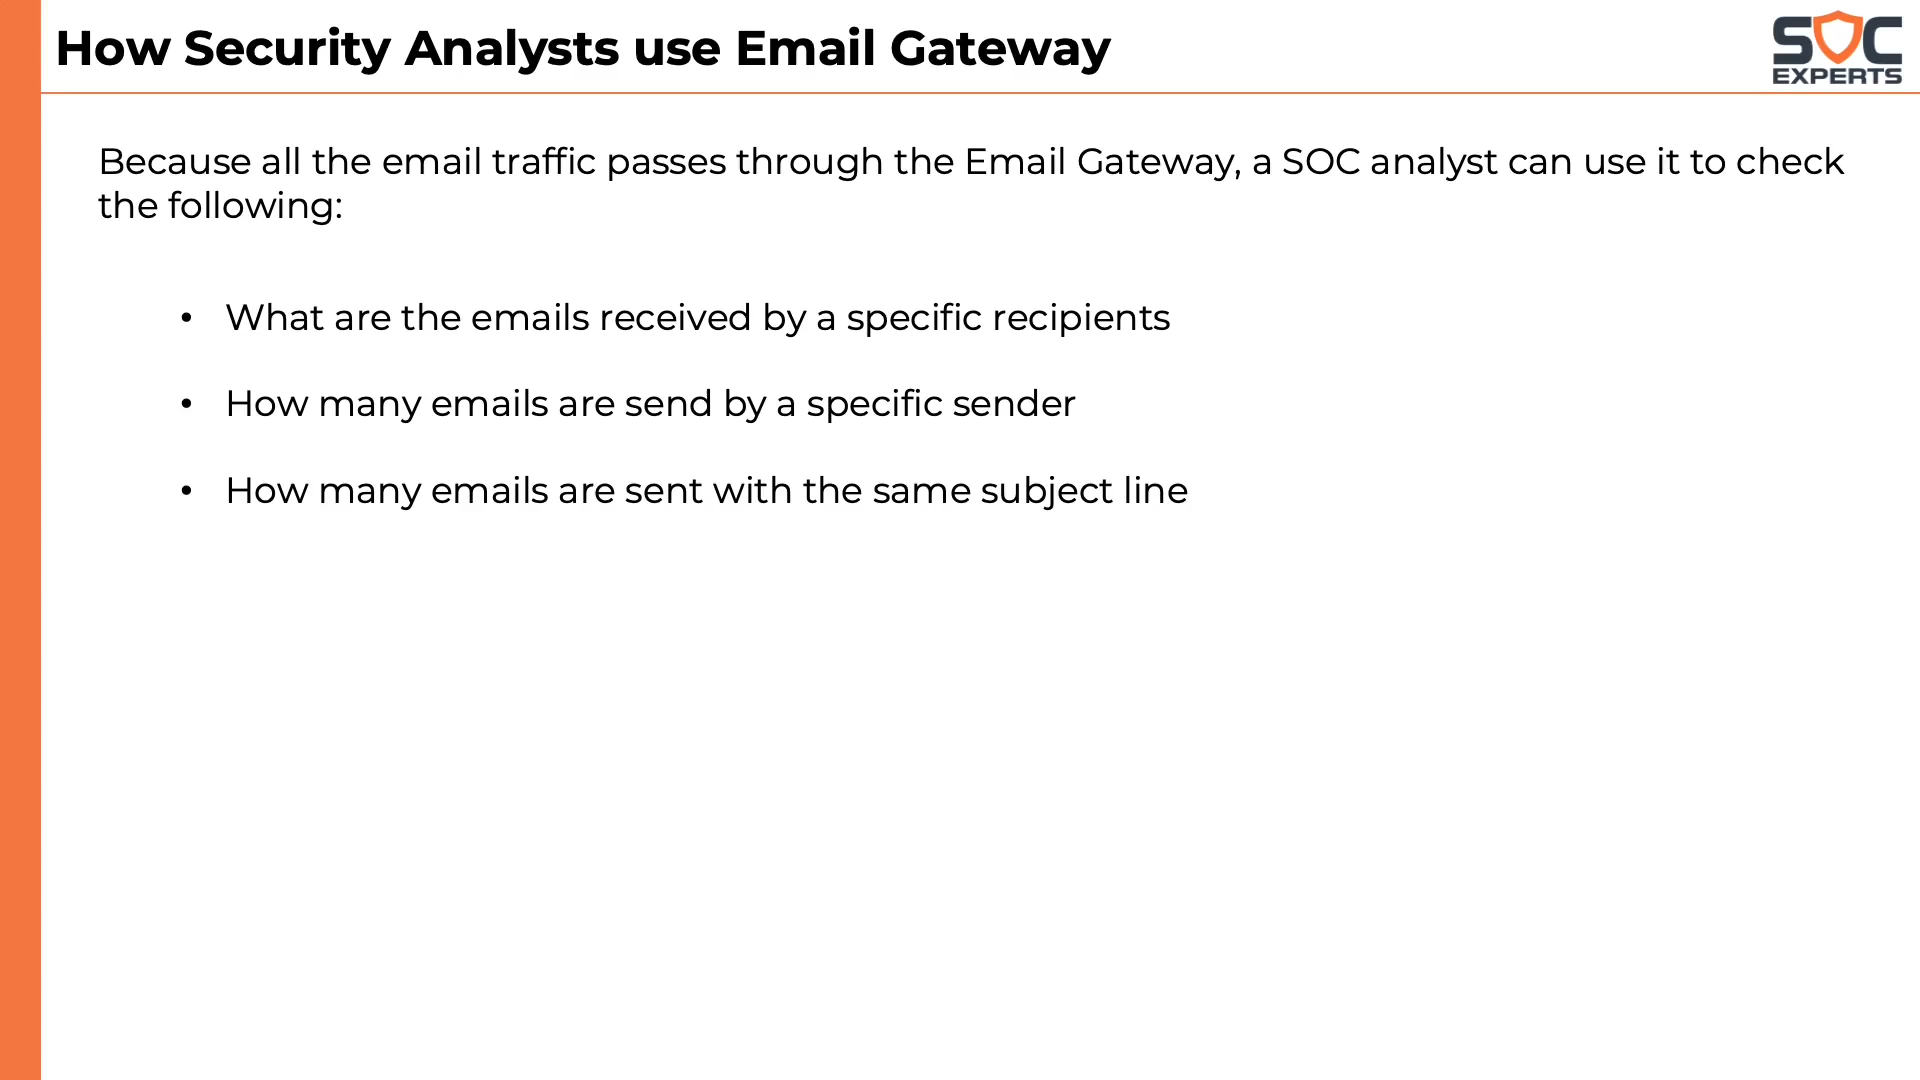 How Security Analysts use Email Gateway
SOC
EXPERTS
Because all the email traffic passes through the Email Gateway, a SOC analyst can use it to check
the following:
• What are the emails received by a specific recipients
• How many emails are send by a specific sender
• How many emails are sent with the same subject line